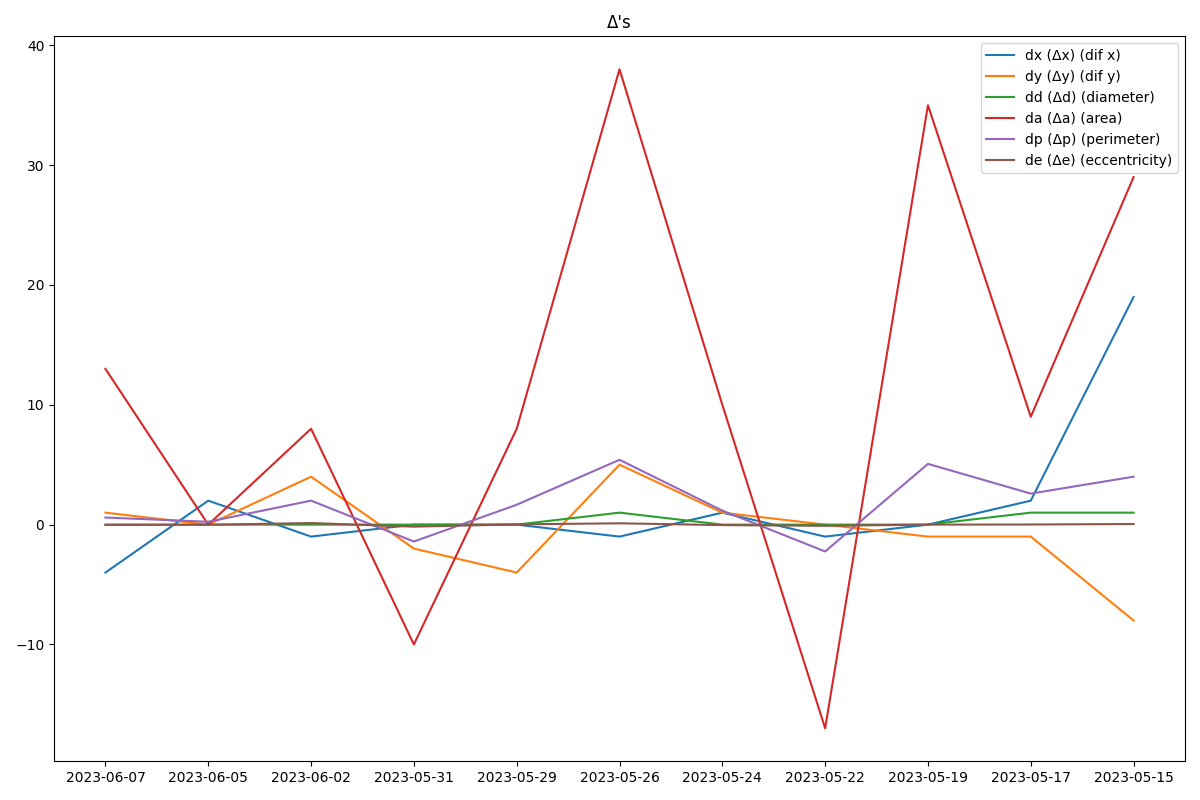 Δ's
40
30
20
10
0
−10
dx (Δx) (dif x)
dy (Δy) (dif y)
dd (Δd) (diameter)
da (Δa) (area)
dp (Δp) (perimeter)
de (Δe) (eccentricity)
2023-06-07 2023-06-05 2023-06-02 2023-05-31 2023-05-29 2023-05-26 2023-05-24 2023-05-22 2023-05-19 2023-05-17 2023-05-15